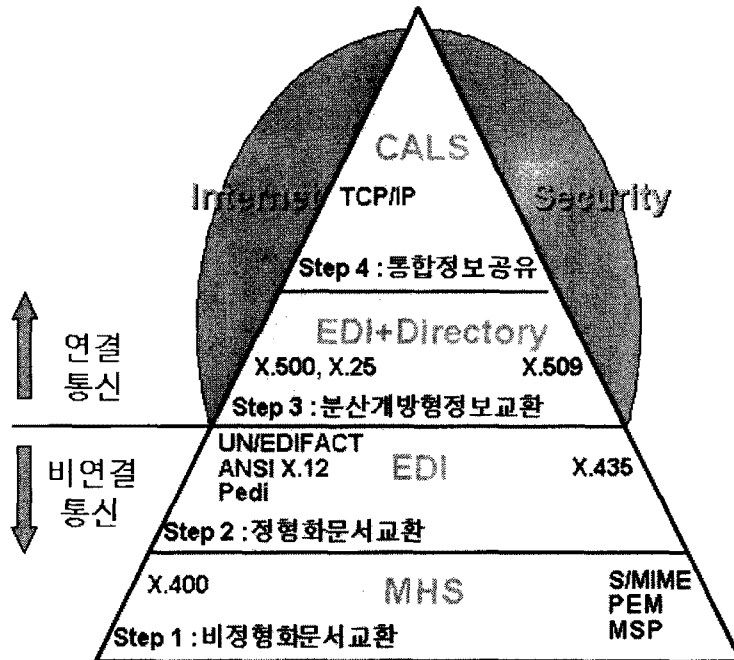 CALS
Internet TCP/IP Security
Step 4 : 통합정보공유
EDI+Directory
연결
통신
X.500, X.25 X.509
Step 3 : 분산개방형정보교환
비연결
통신
UN/EDIFACT
ANSI X.12
Pedi
EDI
X.435
Step 2 : 정형화문서교환
X.400
MHS
S/MIME
PEM
MSP
Step 1 : 비정형화문서교환